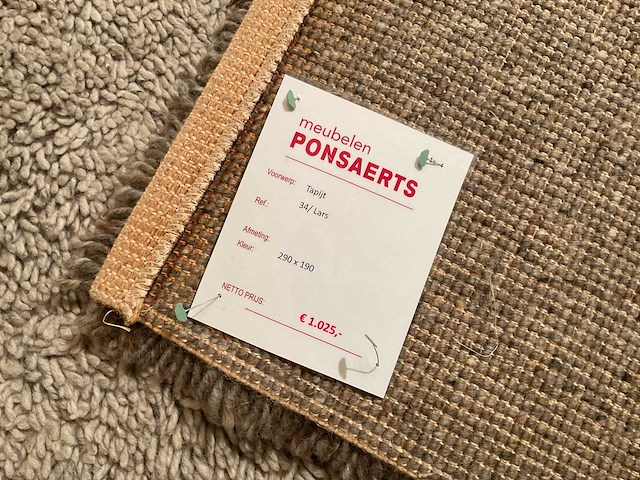 meubelen
PONSAERTS
Voorwerp: Tapijt
Ref.: 34/ Lars
Afmeting:
Kleur: 290 x 190
NETTO PRIJS:
€ 1.025,-